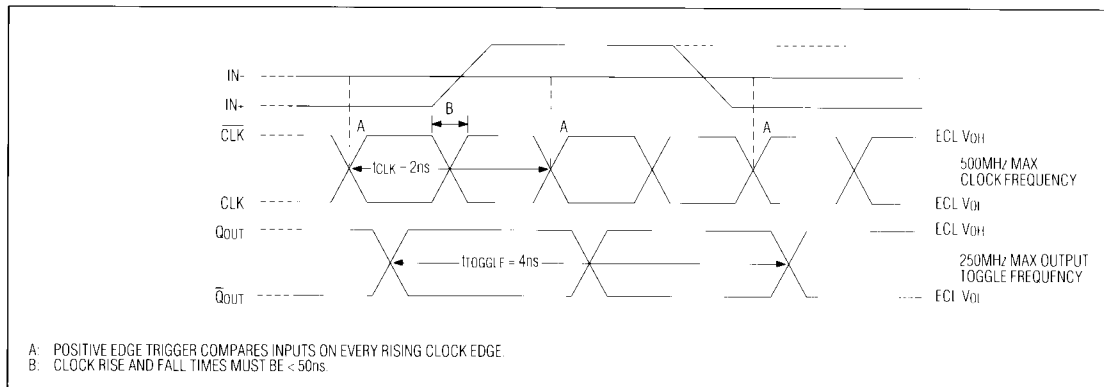 IN-
IN+
B
A
A
A
CLK
ECL VOH
tCLK - 2ns
500MHz MAX
CLOCK FREQUENCY
CLK
ECL VOL
QOUT
ECL VOH
tTOGGLE = 4ns
250MHz MAX OUTPUT
TOGGLE FREQUENCY
QOUT
ECL VOL
A: POSITIVE EDGE TRIGGER COMPARES INPUTS ON EVERY RISING CLOCK EDGE.
B: CLOCK RISE AND FALL TIMES MUST BE < 50ns.